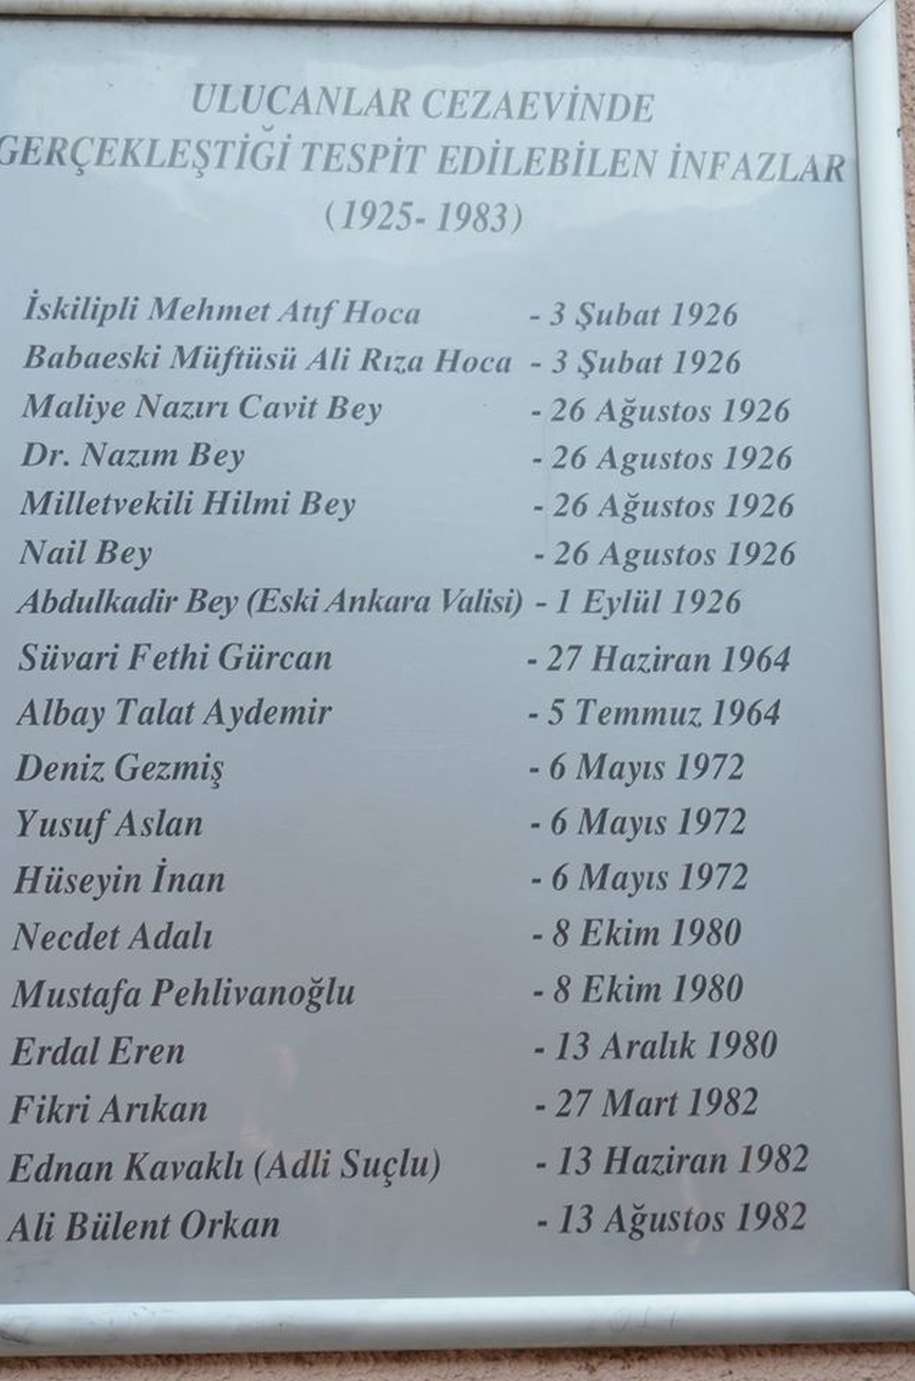 ULUCANLAR CEZAEVİNDE
GERÇEKLEŞTİĞİ TESPİT EDİLEBİLEN İNFAZLAR
(1925- 1983)
İskilipli Mehmet Atıf Hoca - 3 Şubat 1926
Babaeski Müftüsü Ali Rıza Hoca - 3 Şubat 1926
Maliye Nazırı Cavit Bey - 26 Ağustos 1926
Dr. Nazım Bey - 26 Agustos 1926
Milletvekili Hilmi Bey - 26 Ağustos 1926
Nail Bey - 26 Agustos 1926
Abdulkadir Bey (Eski Ankara Valisi) - 1 Eylül 1926
Süvari Fethi Gürcan - 27 Haziran 1964
Albay Talat Aydemir - 5 Temmuz 1964
Deniz Gezmiş - 6 Mayıs 1972
Yusuf Aslan - 6 Mayıs 1972
Hüseyin İnan - 6 Mayıs 1972
Necdet Adalı - 8 Ekim 1980
Mustafa Pehlivanoğlu - 8 Ekim 1980
Erdal Eren - 13 Aralık 1980
Fikri Arıkan - 27 Mart 1982
Ednan Kavaklı (Adli Suçlu) - 13 Haziran 1982
Ali Bülent Orkan - 13 Ağustos 1982